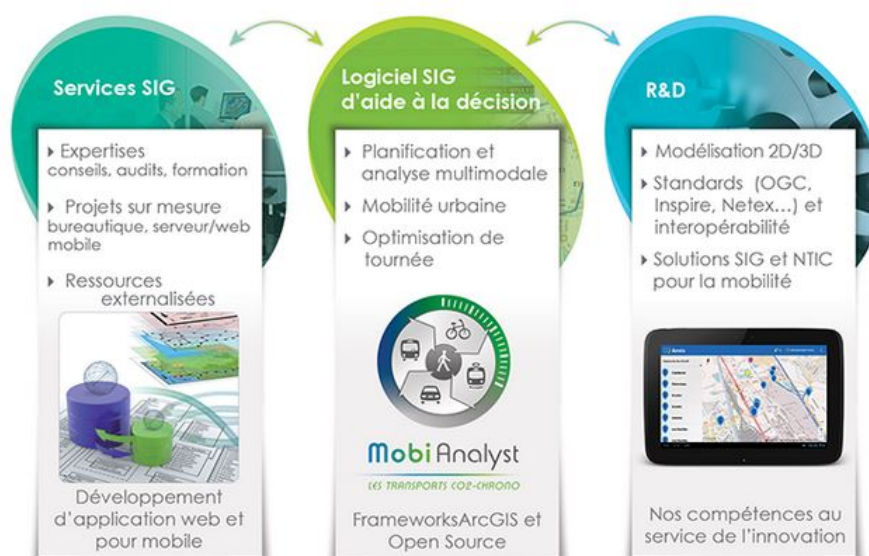 Services SIG
Expertises
conseils, audits, formation
Projets sur mesure
bureautique, serveur/web
mobile
Ressources
externalisées
Développement
d'application web et
pour mobile
Logiciel SIG
d'aide à la décision
Planification et
analyse multimodale
Mobilité urbaine
Optimisation de
tournée
MobiAnalyst
LES TRANSPORTS CO2-CHRONO
FrameworksArcGIS et
Open Source
R&D
Modélisation 2D/3D
Standards (OGC,
Inspire, Netex...) et
interopérabilité
Solutions SIG et NTIC
pour la mobilité
Nos compétences au
service de l'innovation